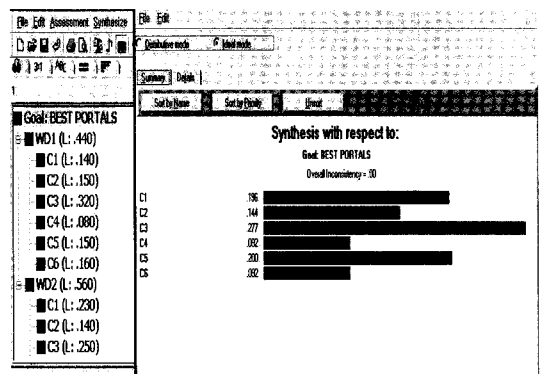 File Edit Assessment Synthesize
3:1 ABC =
Goal: BEST PORTALS
WD1 (L: .440)
C1 (L: .140)
C2 (L: .150)
C3 (L: .320)
C4 (L: .080)
C5 (L: .150)
C6 (L: .160)
WD2 (L: .560)
C1 (L: .230)
C2 (L: .140)
C3 (L: .250)
File Edit
Distributive mode Ideal mode
Summary Details
Sort by Name Sort by Priority Unsort
Synthesis with respect to:
Goal: BEST PORTALS
Overall Inconsistency = .00
C1 .196
C2 .144
C3 .277
C4 .092
C5 .200
C6 .092